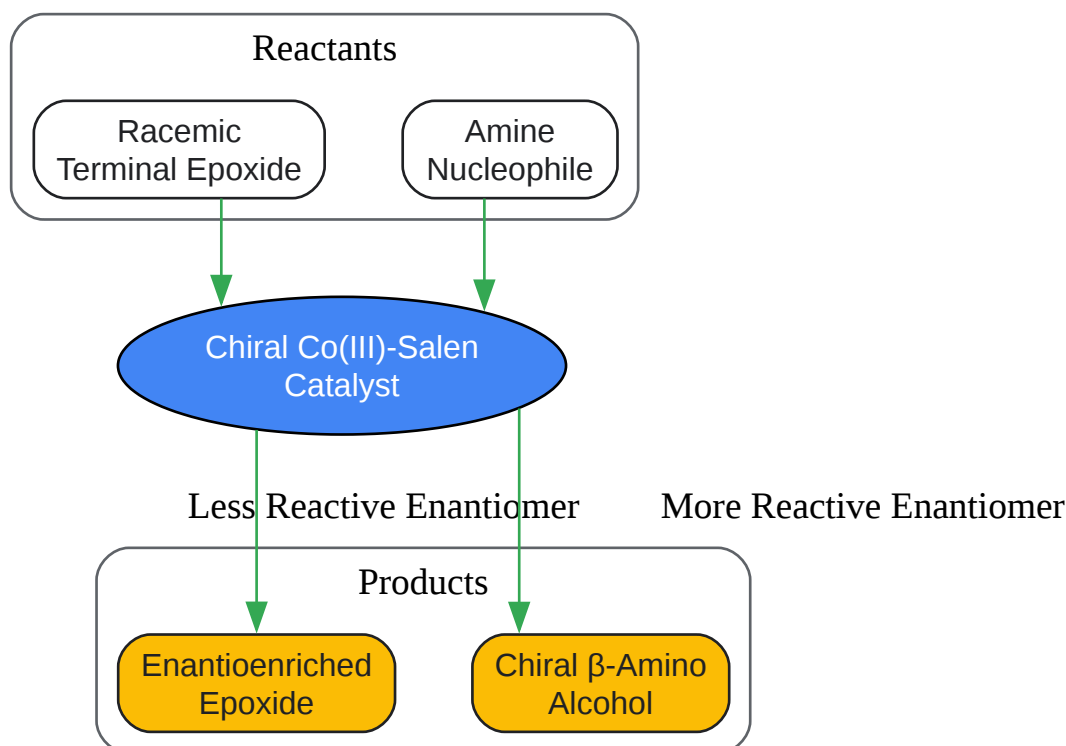 Reactants
Racemic
Terminal Epoxide
Amine
Nucleophile
Chiral Co(III)-Salen
Catalyst
Less Reactive Enantiomer
More Reactive Enantiomer
Products
Enantioenriched
Epoxide
Chiral β-Amino
Alcohol